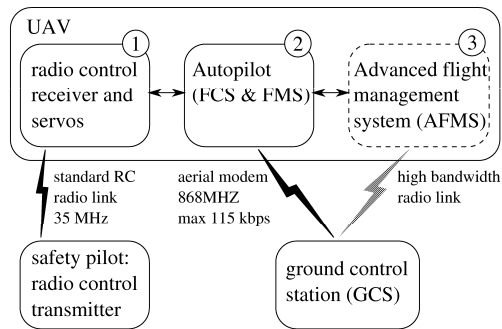 UAV
1
radio control
receiver and
servos
2
Autopilot
(FCS & FMS)
3
Advanced flight
management
system (AFMS)
standard RC
radio link
35 MHz
aerial modem
868MHZ
max 115 kbps
high bandwidth
radio link
safety pilot:
radio control
transmitter
ground control
station (GCS)